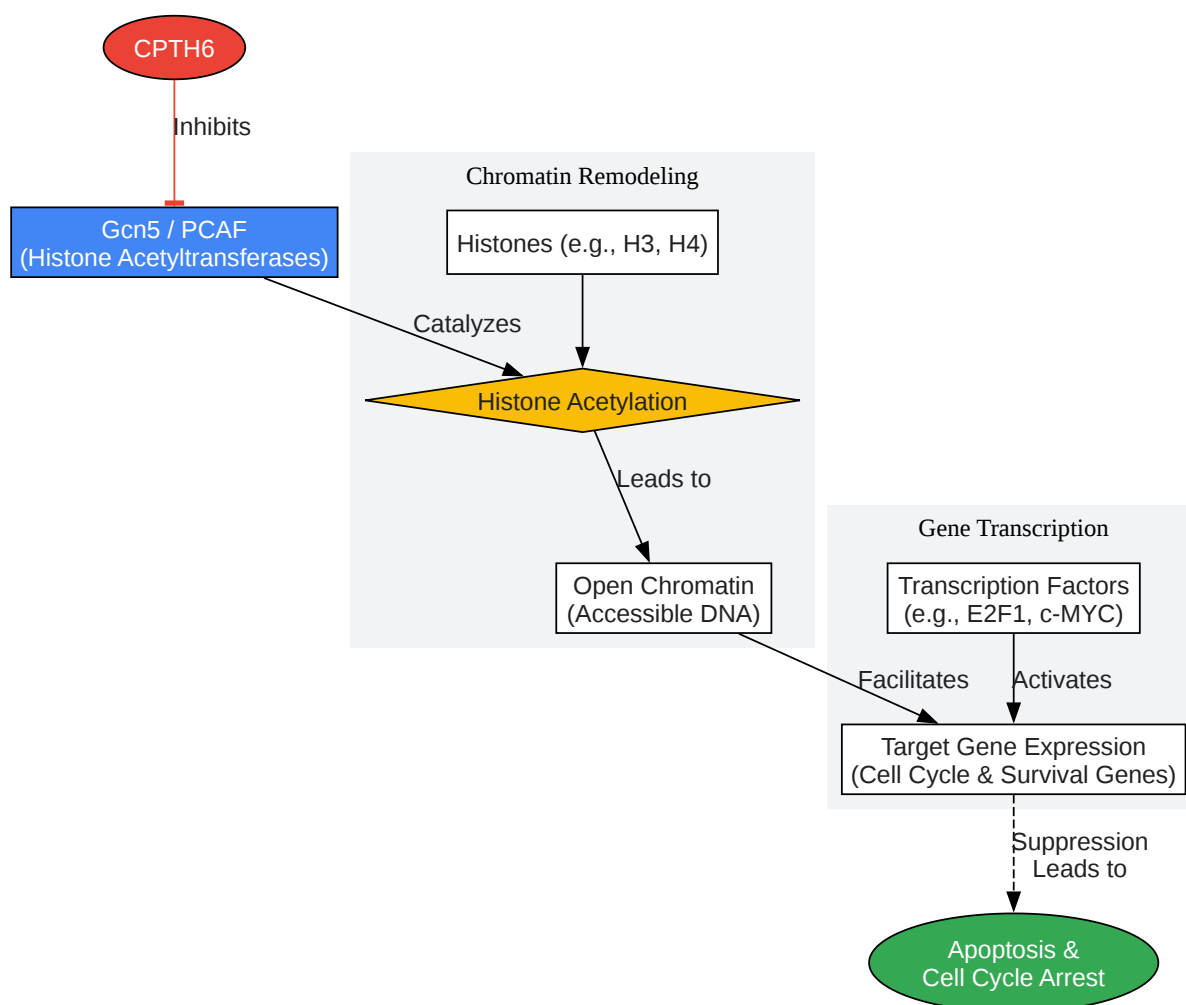 CPTH6
Inhibits
Chromatin Remodeling
Gcn5 / PCAF
(Histone Acetyltransferases)
Histones (e.g., H3, H4)
Catalyzes
Histone Acetylation
Leads to
Gene Transcription
Open Chromatin
(Accessible DNA)
Transcription Factors
(e.g., E2F1, c-MYC)
Facilitates
Activates
Target Gene Expression
(Cell Cycle & Survival Genes)
Suppression
Leads to
Apoptosis &
Cell Cycle Arrest